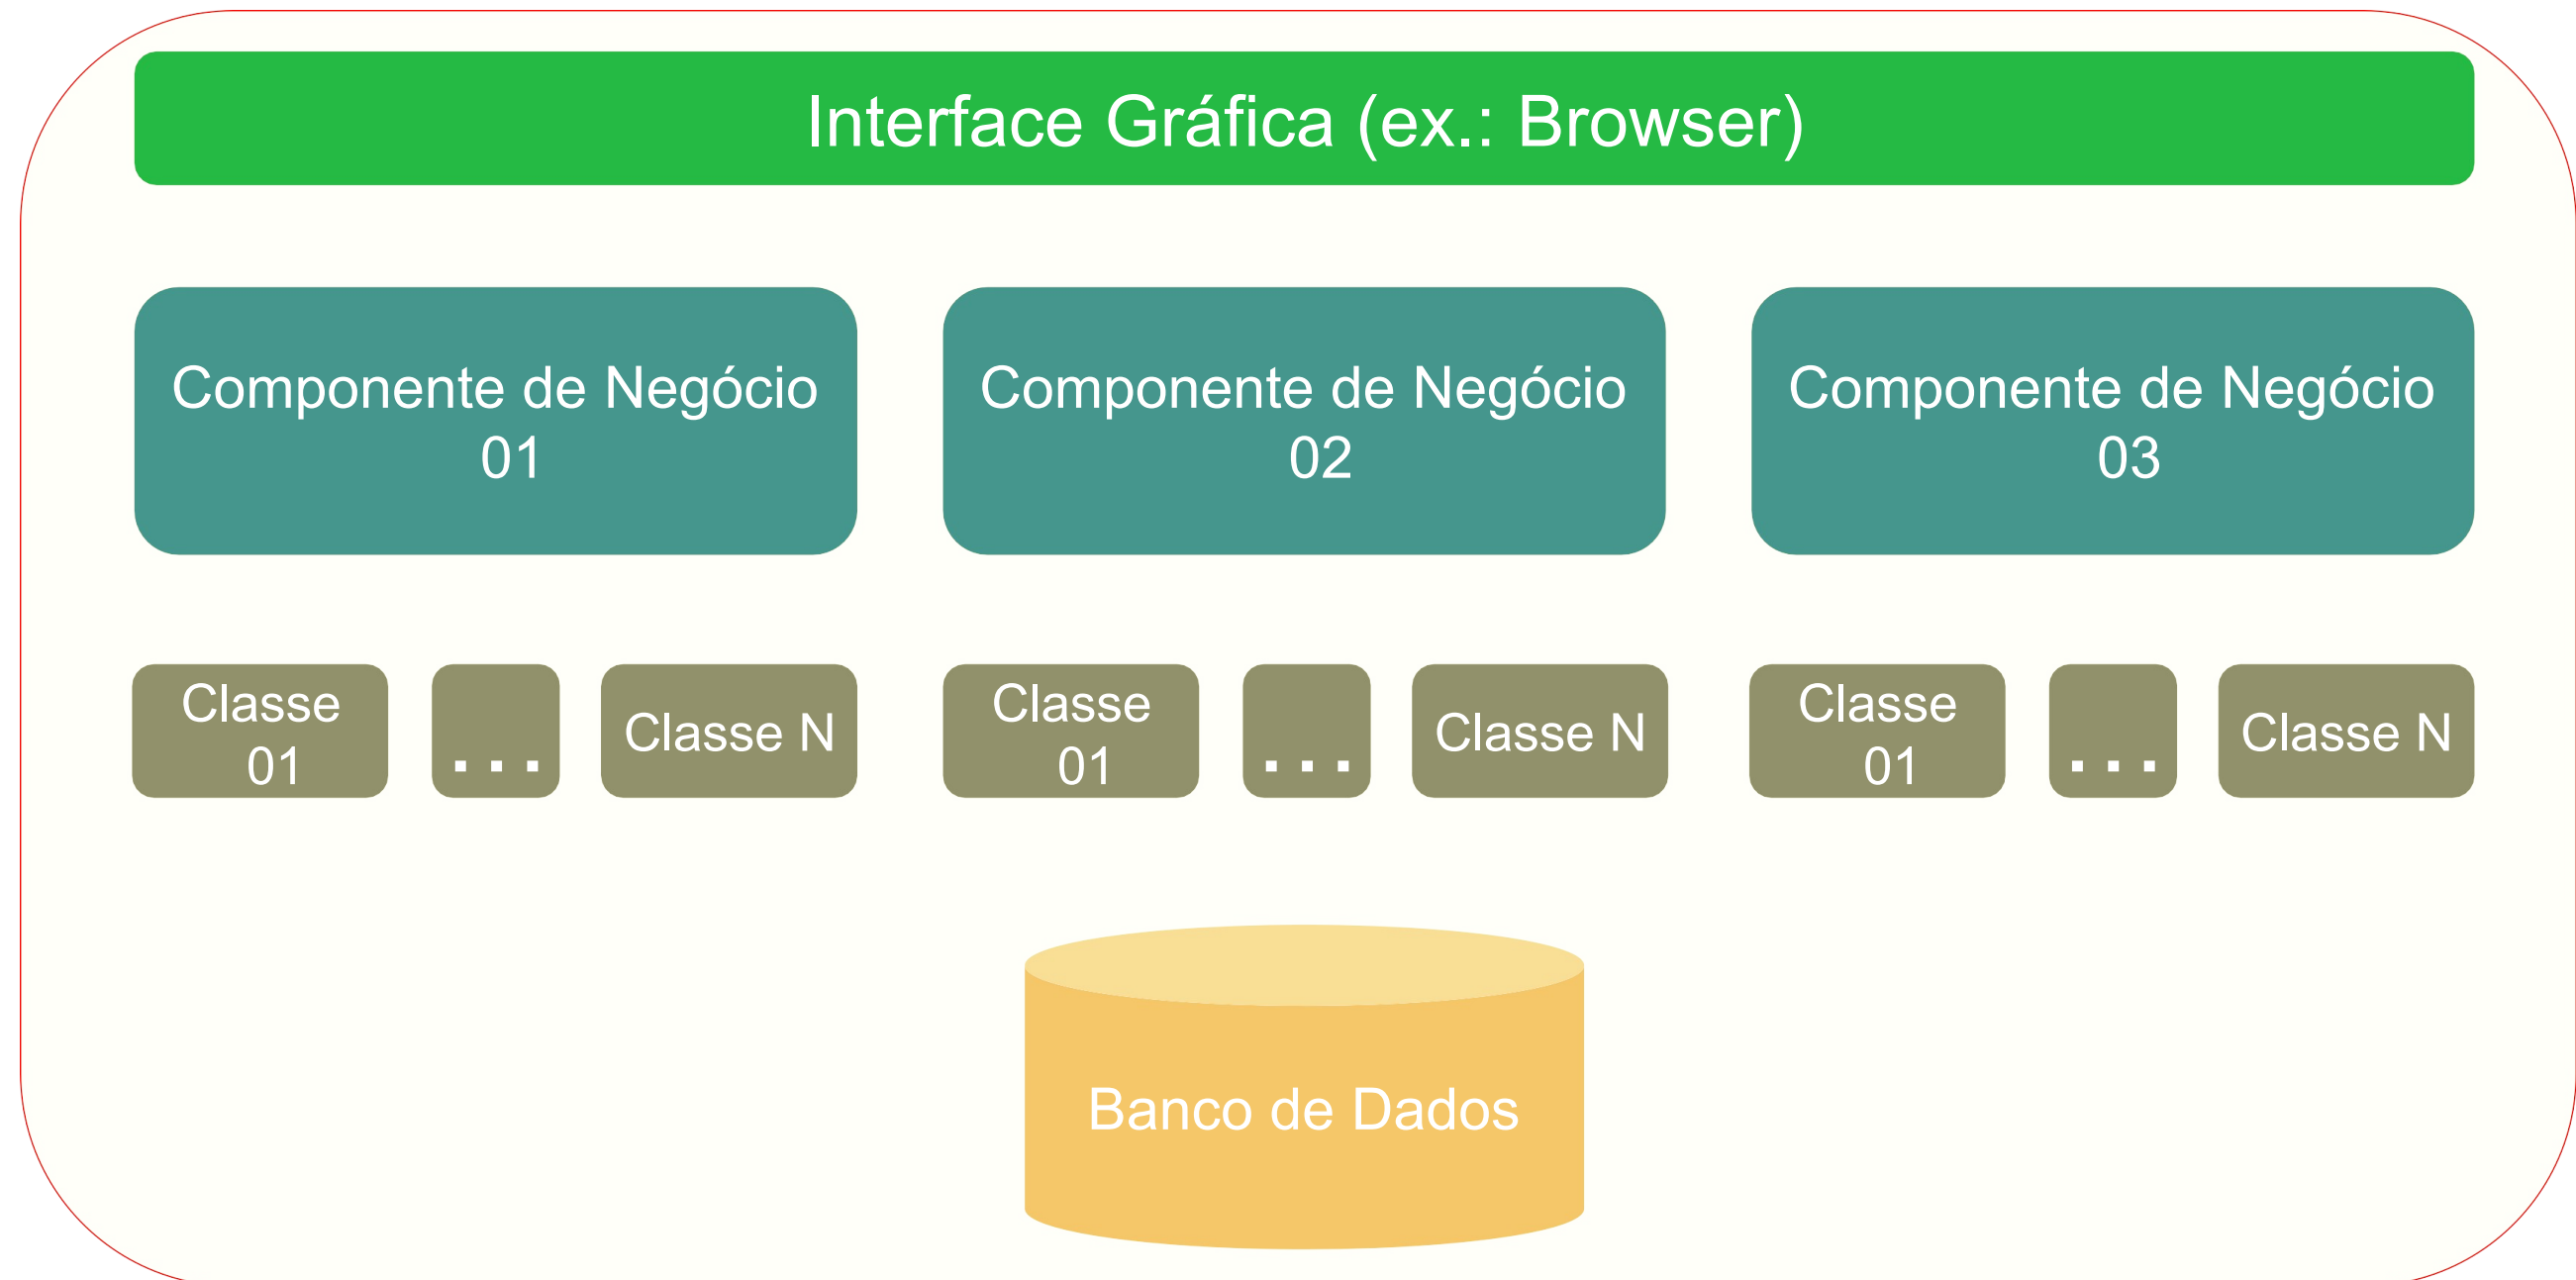 Interface Gráfica (ex.: Browser)
Componente de Negócio
01
Componente de Negócio
02
Componente de Negócio
03
Classe
01
...
Classe N
Classe
01
...
Classe N
Classe
01
...
Classe N
Banco de Dados